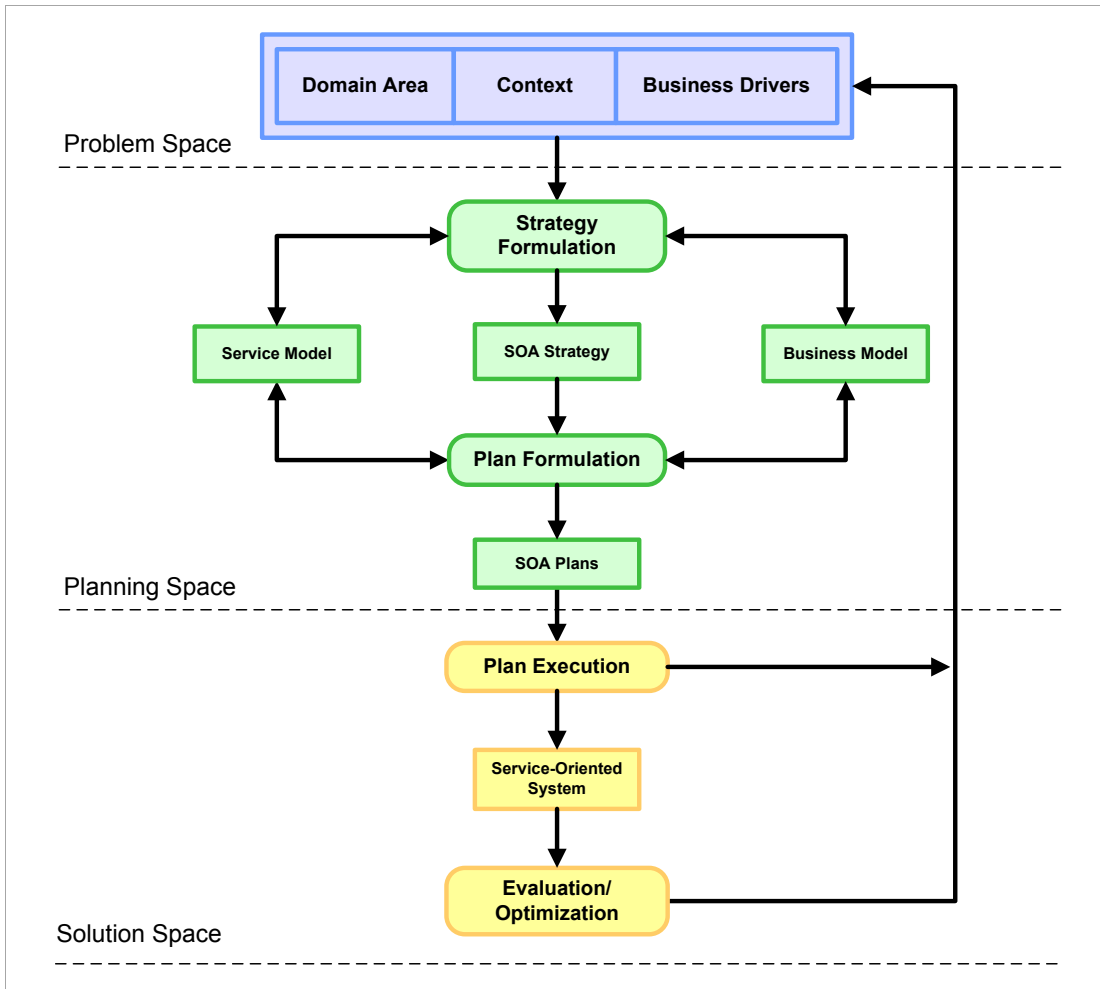 Domain Area
Context
Business Drivers
Problem Space
Strategy
Formulation
Service Model
SOA Strategy
Business Model
Plan Formulation
SOA Plans
Planning Space
Plan Execution
Service-Oriented
System
Evaluation/
Optimization
Solution Space